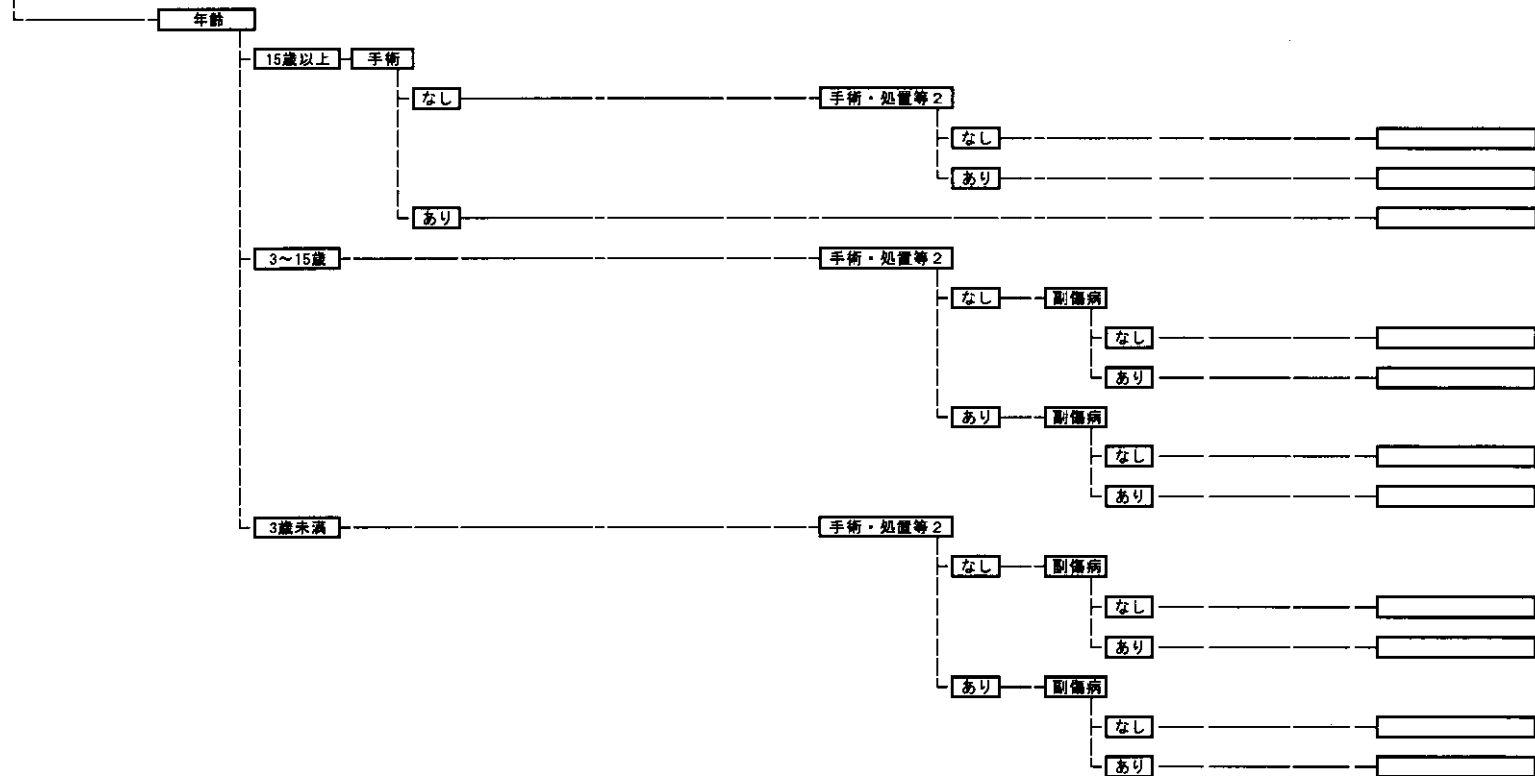 年齢
15歳以上 手術
なし 手術・処置等2
なし
あり
あり
3~15歳 手術・処置等2
なし 副傷病
なし
あり
あり 副傷病
なし
あり
3歳未満 手術・処置等2
なし 副傷病
なし
あり
あり 副傷病
なし
あり